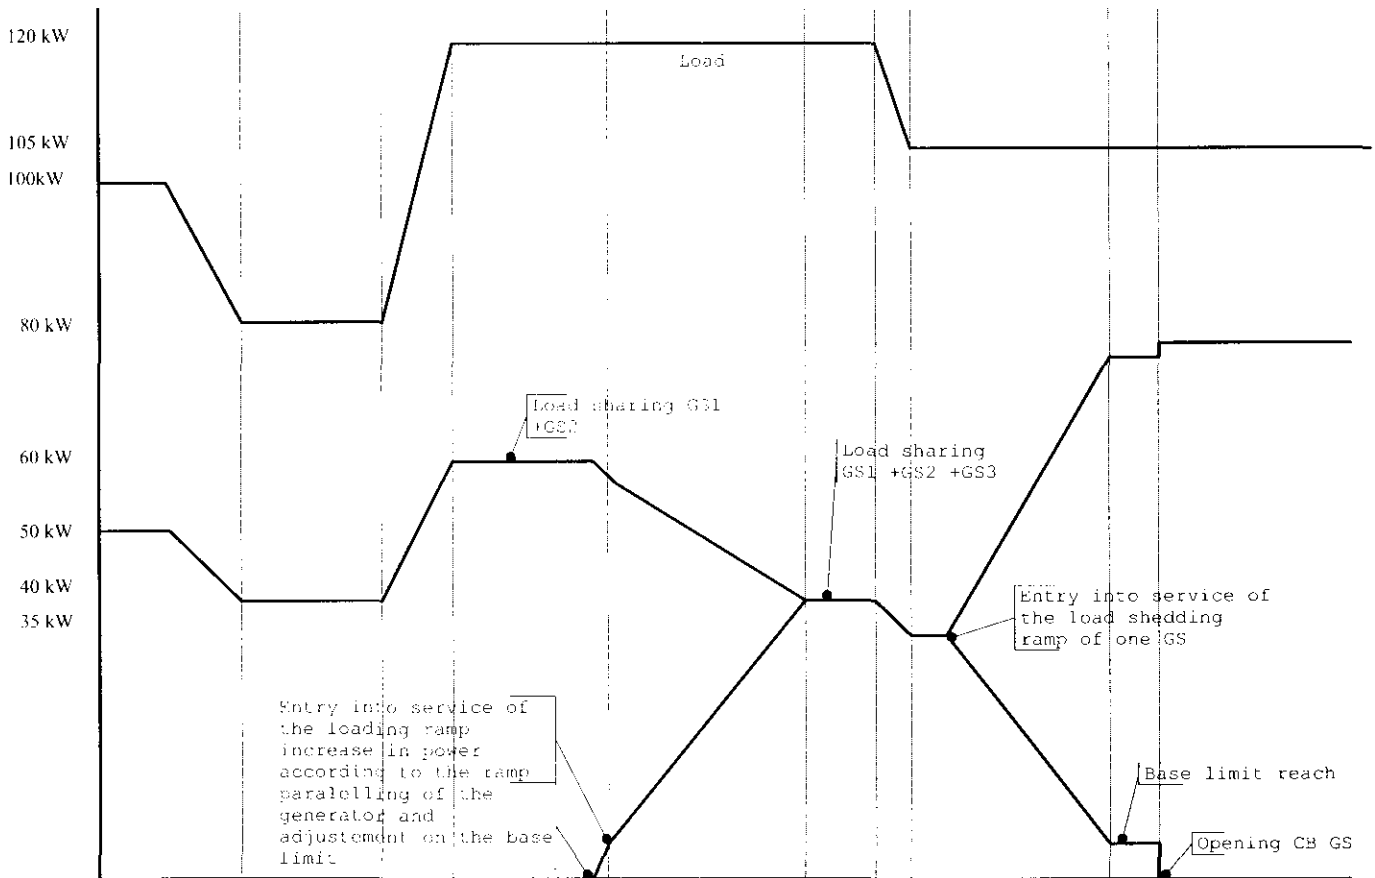 120 kW
Load
105 kW
100kW
80 kW
Load sharing GS1
+GS2
60 kW
Load sharing
GS1 +GS2 +GS3
50 kW
40 kW
35 kW
Entry into service of
the load shedding
ramp of one GS
Entry into service of
the loading ramp
increase in power
according to the ramp
paralelling of the
generator and
adjustement on the base
limit
Base limit reach
Opening CB GS